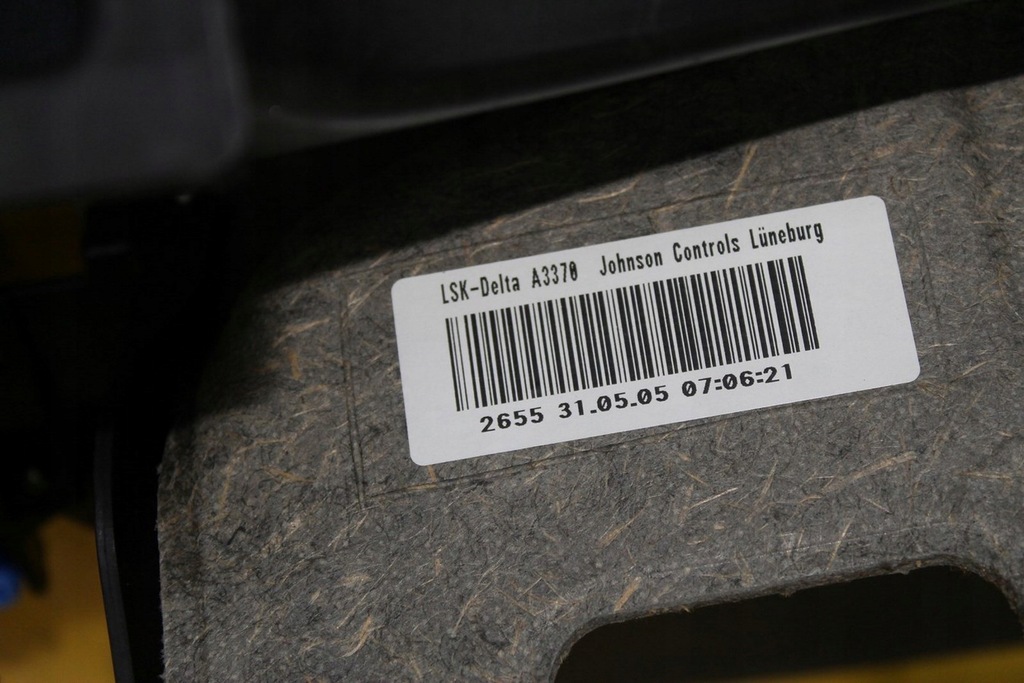 LSK-Delta A3370 Johnson Controls Lüneburg
2655 31.05.05 07:06:21